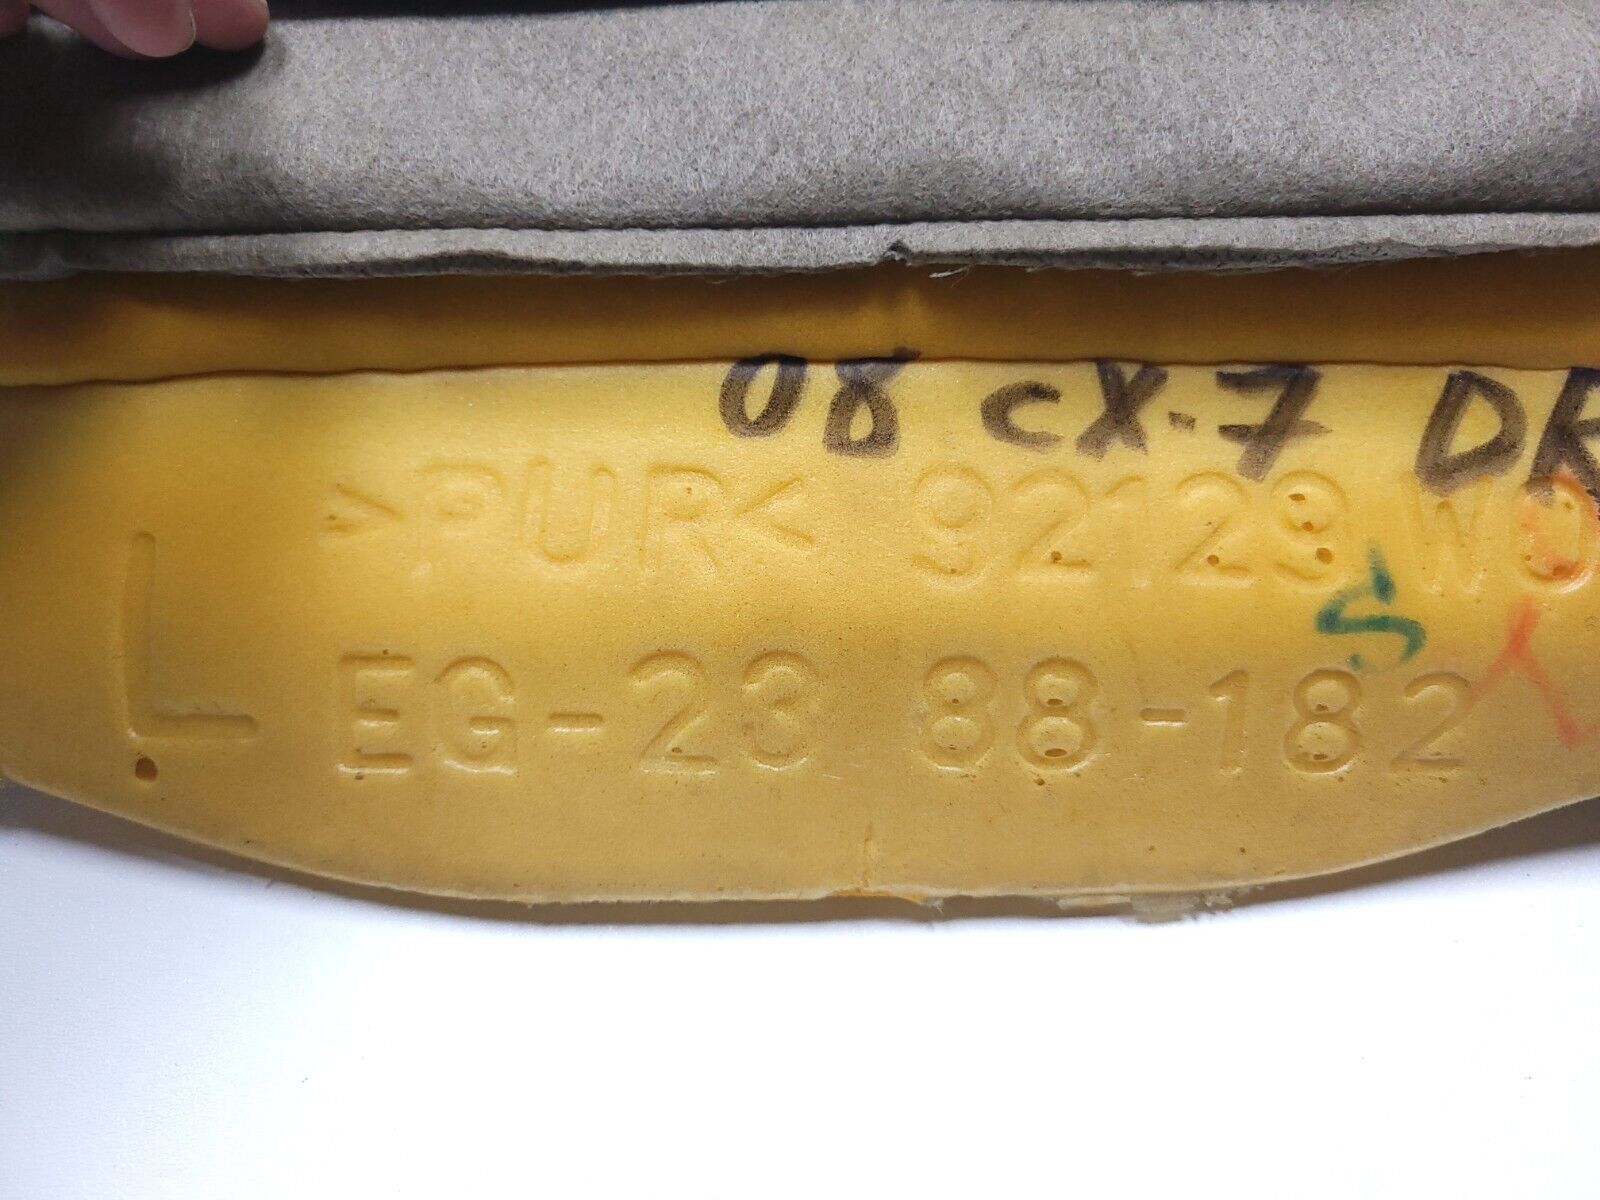 08 CX-7 DR
>PUR< 92129 WO
S
L EG-23 88-182